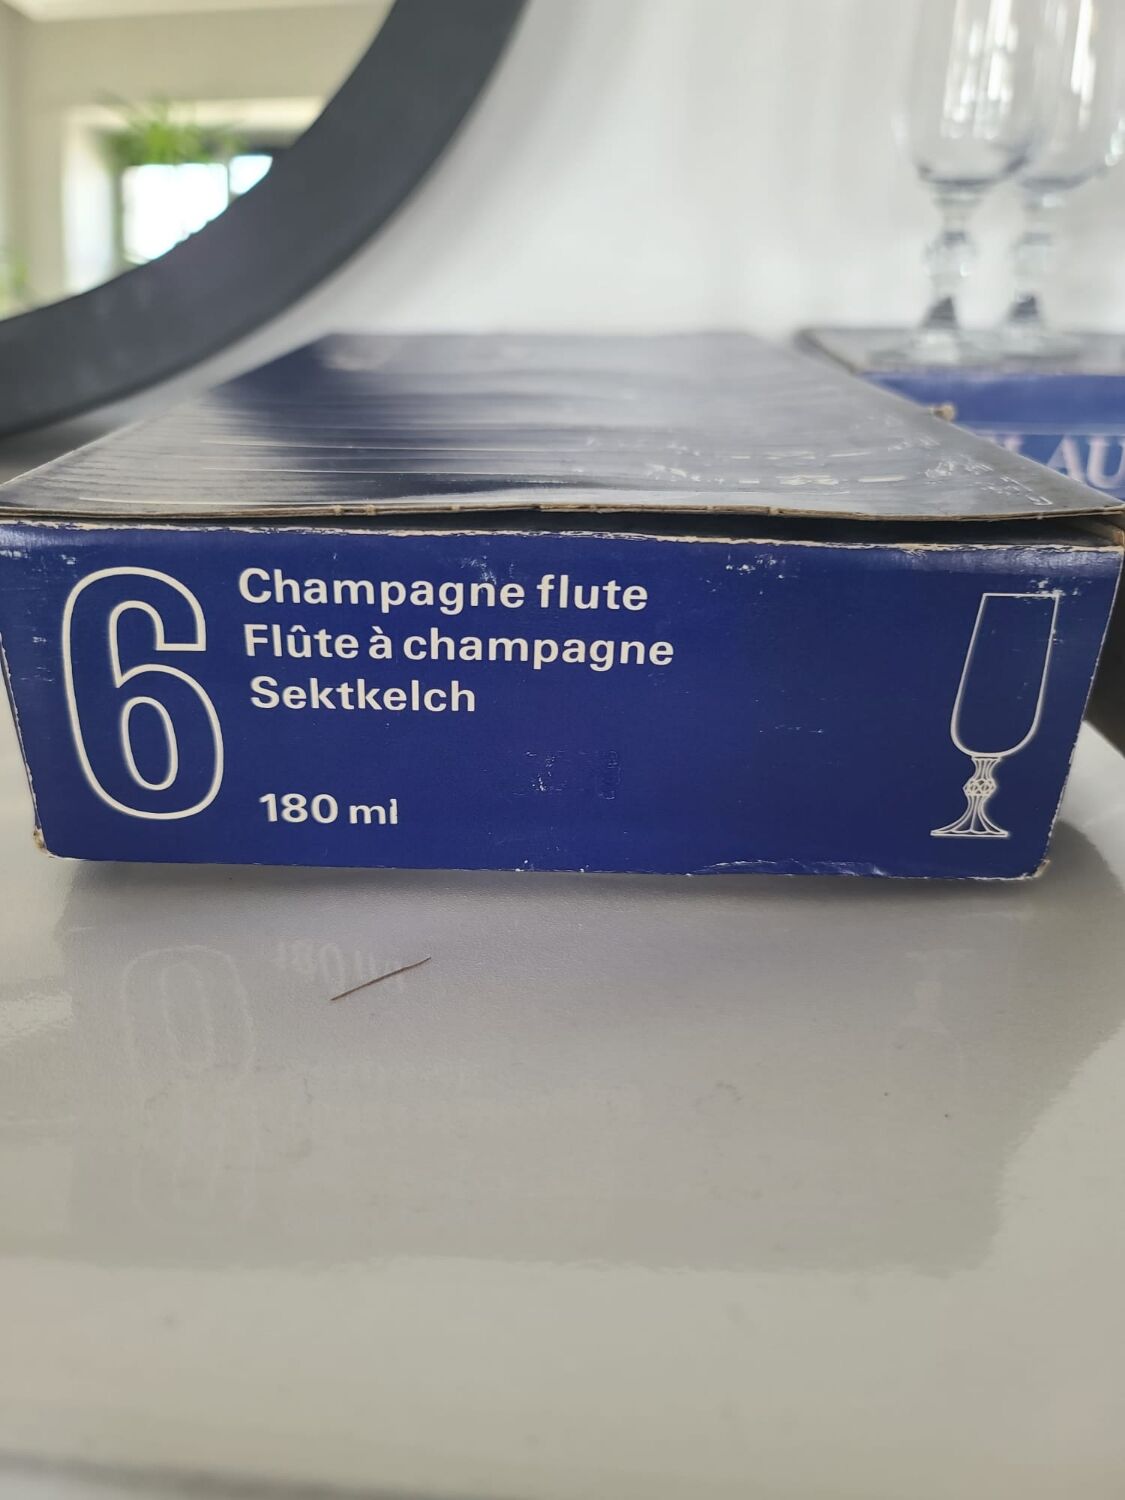 6
Champagne flute
Flûte à champagne
Sektkelch
180 ml